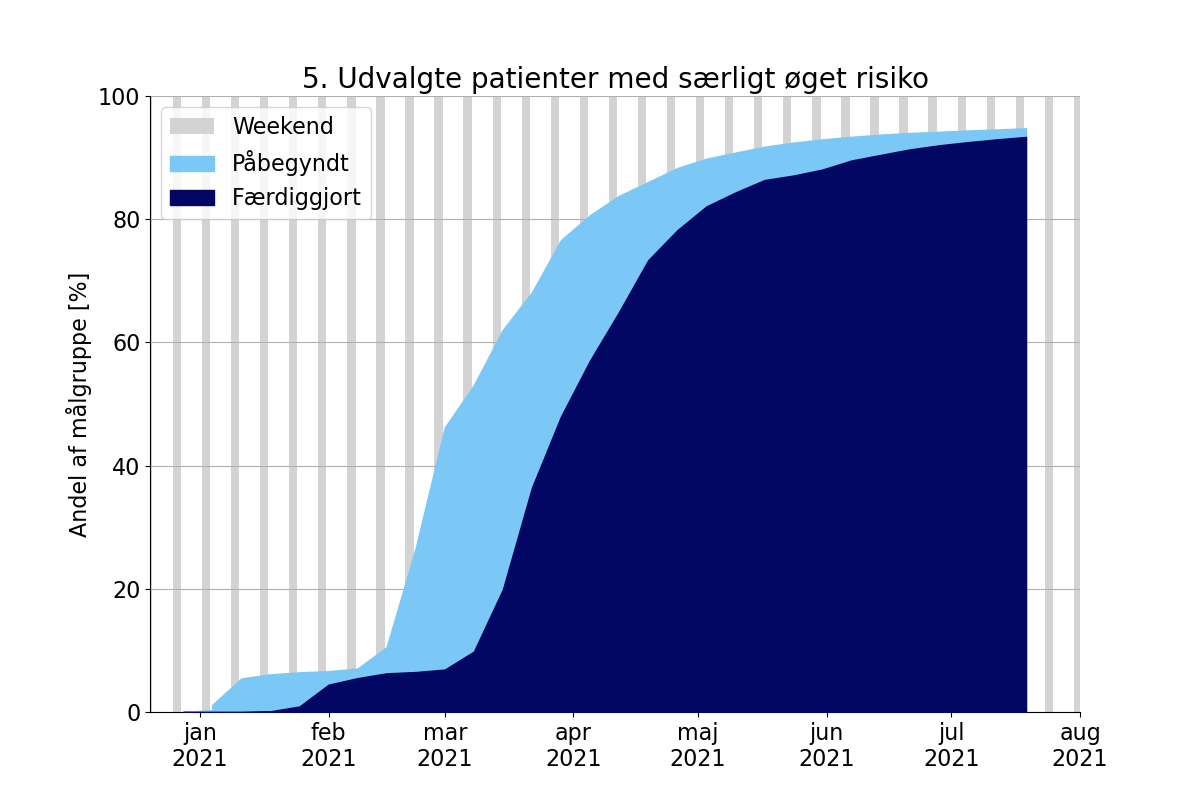 5. Udvalgte patienter med særligt øget risiko
Weekend
Påbegyndt
Færdiggjort
Andel af målgruppe [%]
100
80
60
40
20
0
jan
2021
feb
2021
mar
2021
apr
2021
maj
2021
jun
2021
jul
2021
aug
2021